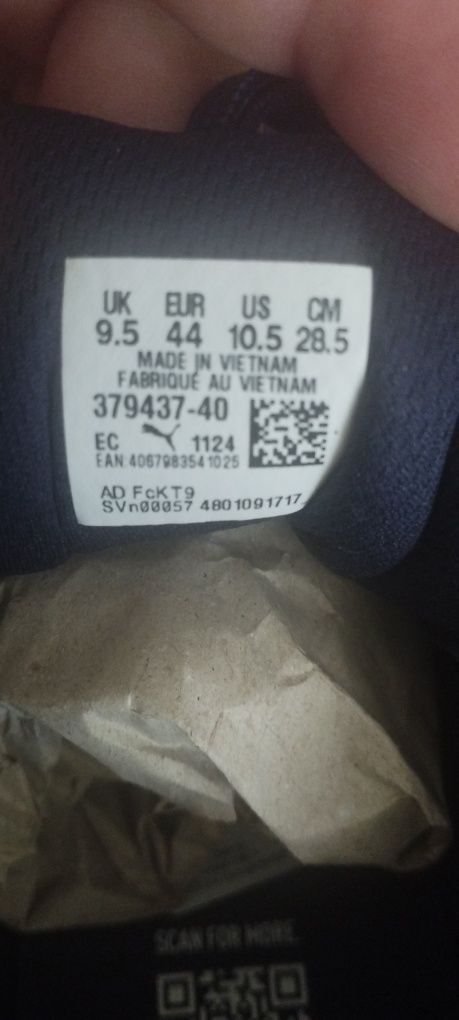 UK EUR US CM
9.5 44 10.5 28.5
MADE IN VIETNAM
FABRIQUÉ AU VIETNAM
379437-40
EC 1124
EAN 4067983541025
AD FcKT9
SVn00057 4801091717
SCAN FOR MORE.